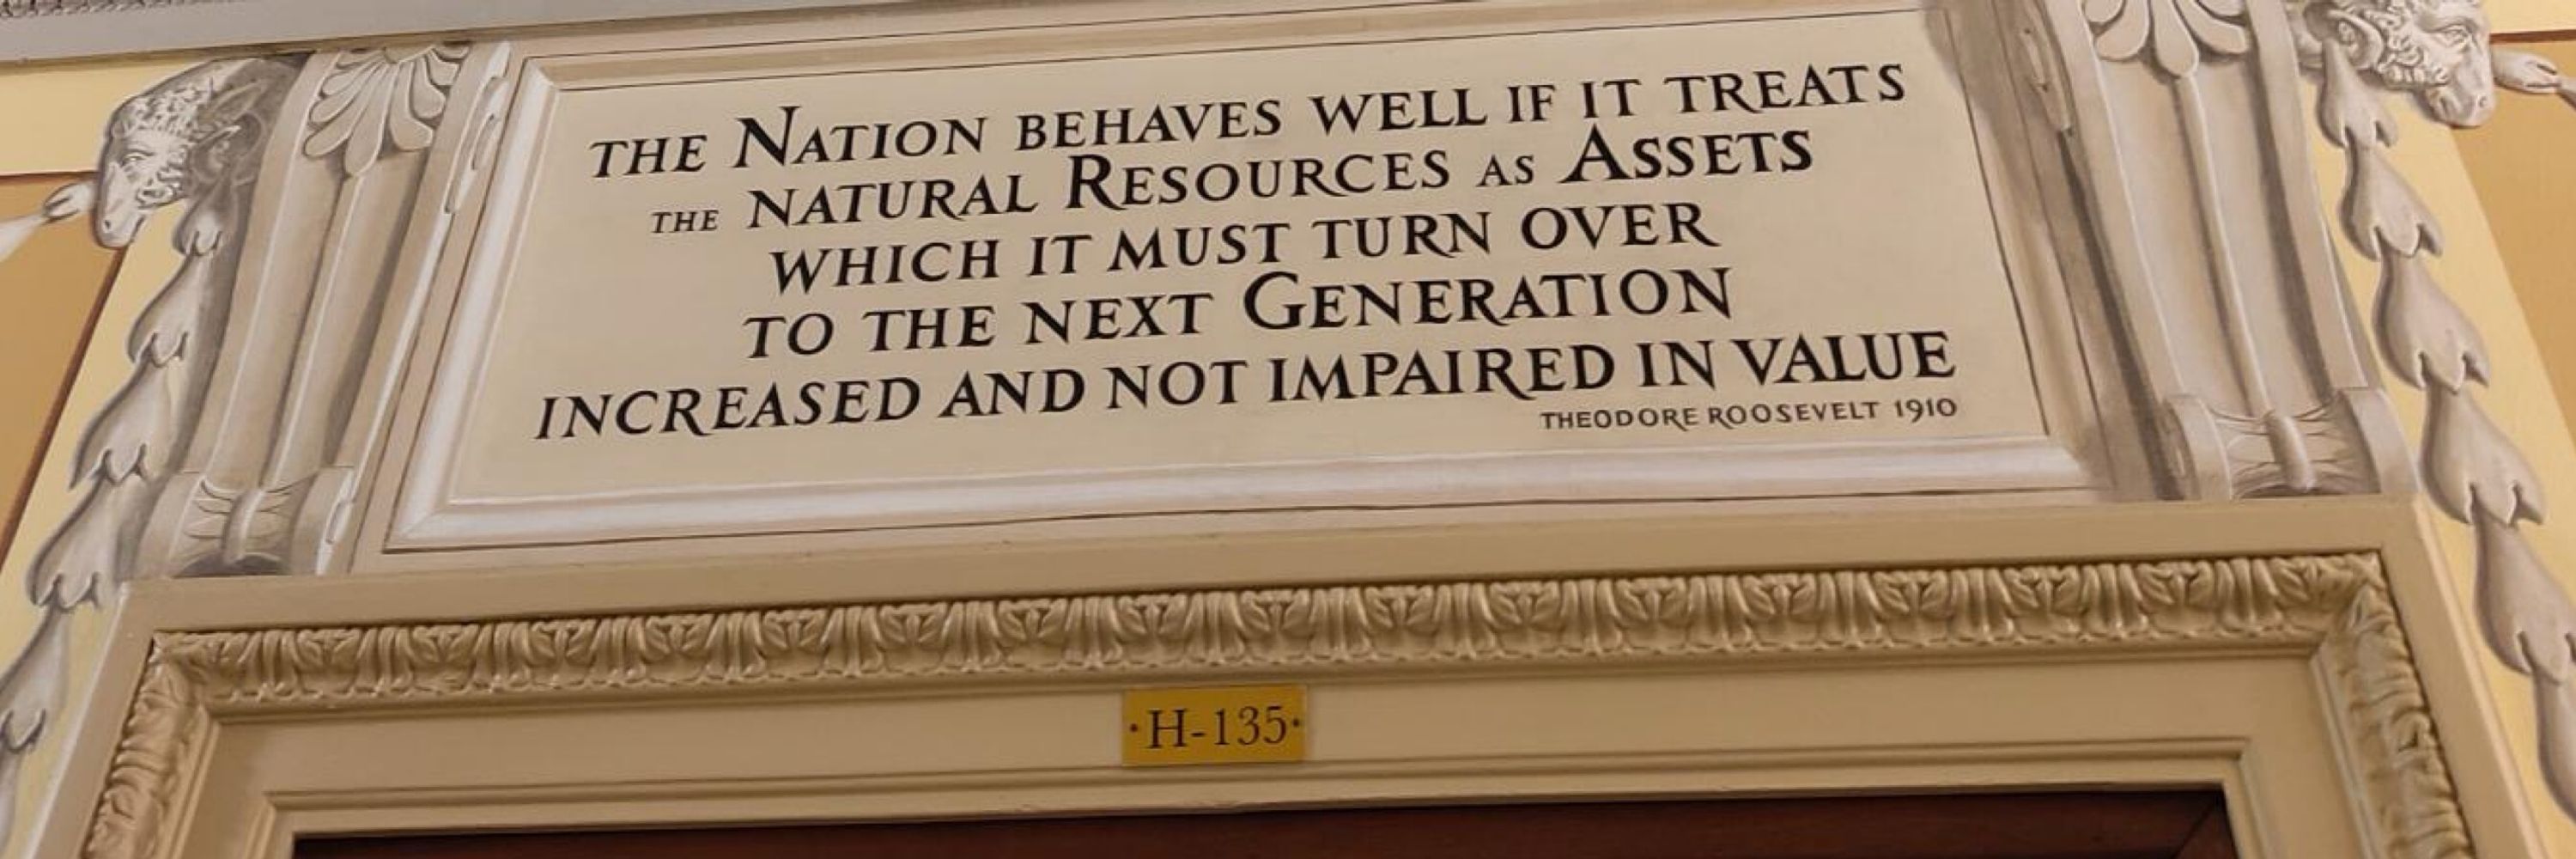 THE NATION BEHAVES WELL IF IT TREATS
THE NATURAL RESOURCES AS ASSETS
WHICH IT MUST TURN OVER
TO THE NEXT GENERATION
INCREASED AND NOT IMPAIRED IN VALUE
THEODORE ROOSEVELT 1910
·H-135·